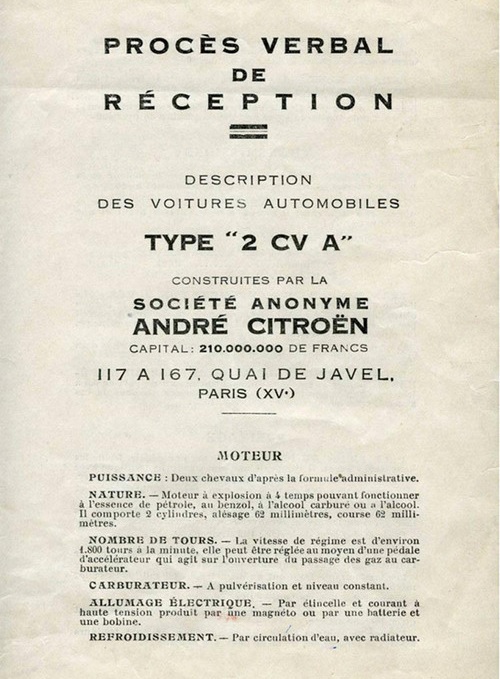 PROCÈS VERBAL
DE
RÉCEPTION
DESCRIPTION
DES VOITURES AUTOMOBILES
TYPE "2 CV A"
CONSTRUITES PAR LA
SOCIÉTÉ ANONYME
ANDRÉ CITROËN
CAPITAL: 210.000.000 DE FRANCS
117 A 167, QUAI DE JAVEL,
PARIS (XVe)
MOTEUR
PUISSANCE : Deux chevaux d'après la formule administrative.
NATURE. — Moteur à explosion à 4 temps pouvant fonctionner
à l'essence de pétrole, au benzol, à l'alcool carburé ou a l'alcool.
Il comporte 2 cylindres, alésage 62 millimètres, course 62 milli-
mètres.
NOMBRE DE TOURS. — La vitesse de régime est d'environ
1.800 tours à la minute, elle peut être réglée au moyen d'une pédale
d'accélérateur qui agit sur l'ouverture du passage des gaz au car-
burateur.
CARBURATEUR. — A pulvérisation et niveau constant.
ALLUMAGE ÉLECTRIQUE. — Par étincelle et courant à
haute tension produit par une magnéto ou par une batterie et
une bobine.
REFROIDISSEMENT. — Par circulation d'eau, avec radiateur.